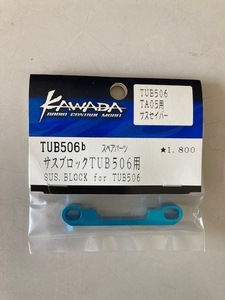 KAWADA
RADIO CONTROL MODEL
TUB506
TA05用
サスセイバー
TUB506b
スペアパーツ
★1.800
サスブロックTUB506用
SUS.BLOCK for TUB506